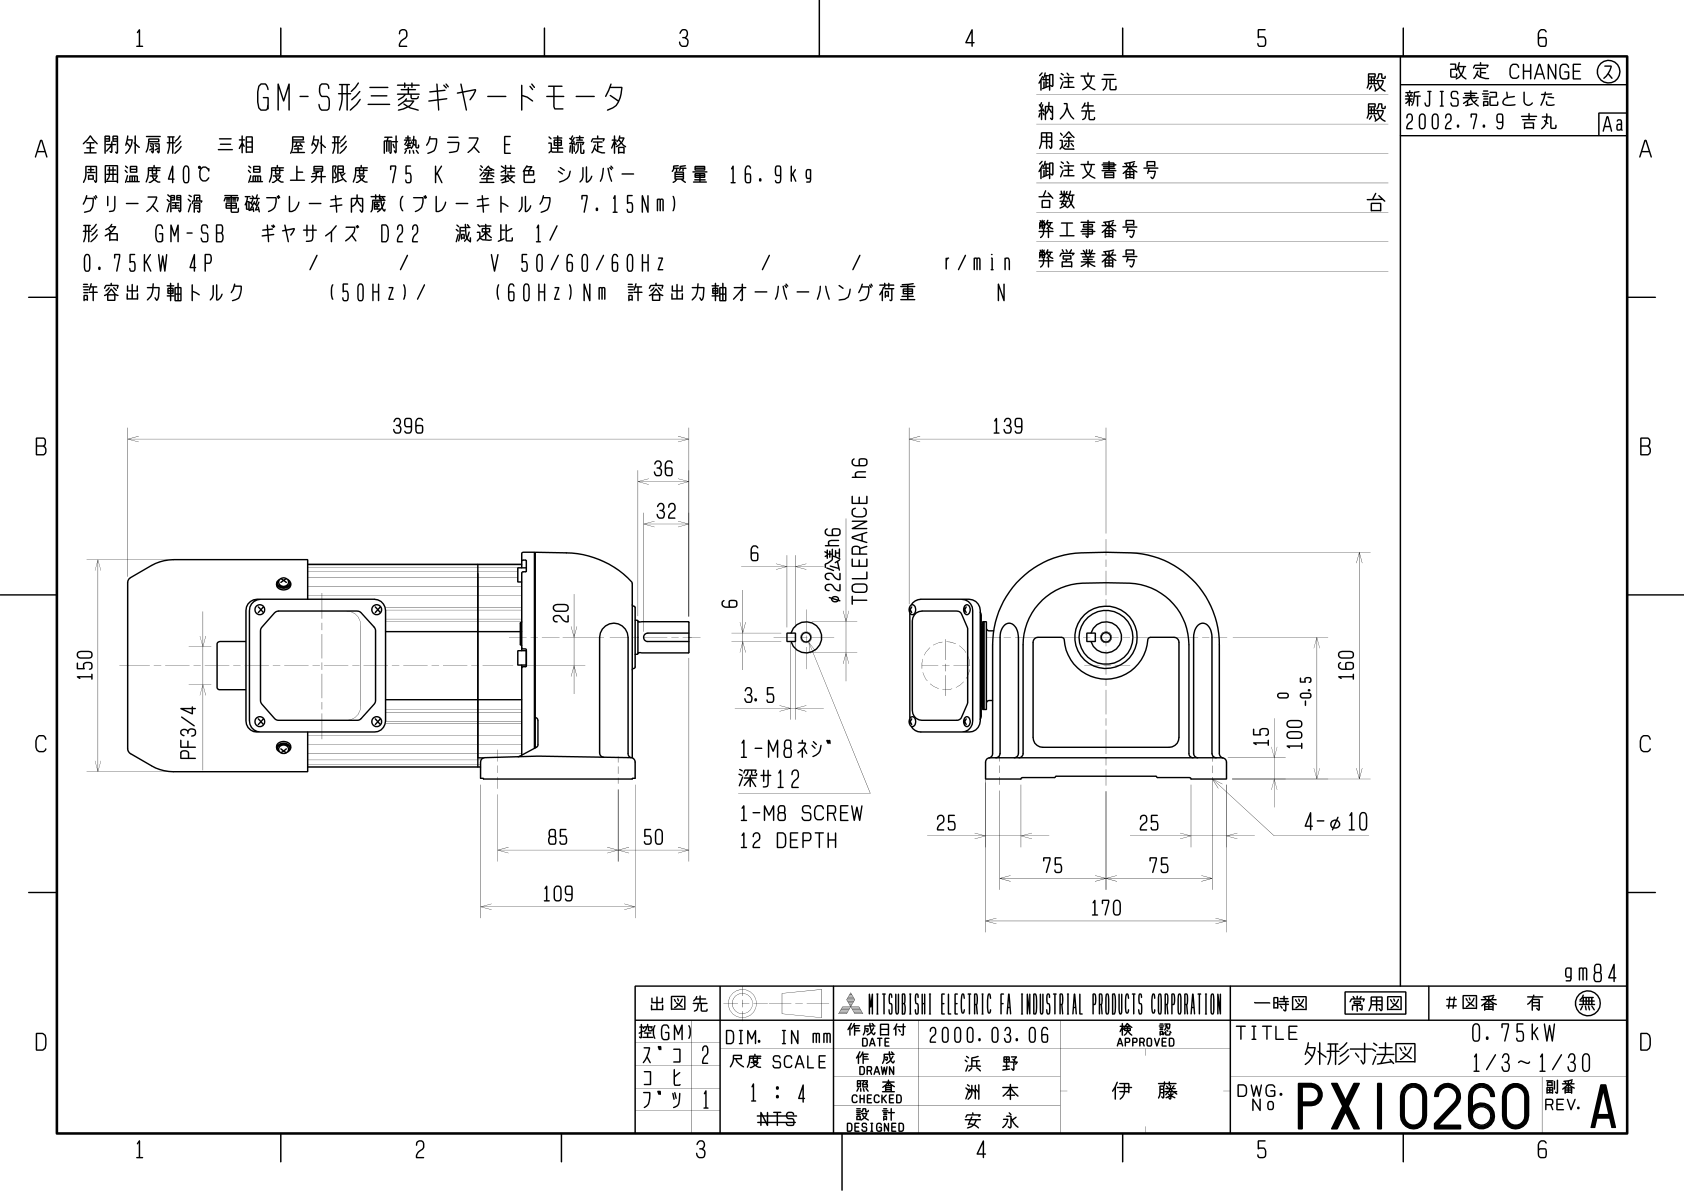 1 2 3 4 5 6
GM-S形三菱ギヤードモータ
全閉外扇形 三相 屋外形 耐熱クラス E 連続定格
周囲温度40℃ 温度上昇限度 75 K 塗装色 シルバー 質量 16.9kg
グリース潤滑 電磁ブレーキ内蔵(ブレーキトルク 7.15Nm)
形名 GM-SB ギヤサイズ D22 減速比 1/
0.75KW 4P / / V 50/60/60Hz / / r/min
許容出力軸トルク (50Hz)/ (60Hz)Nm 許容出力軸オーバーハング荷重 N
御注文元 殿
納入先 殿
用途
御注文書番号
台数 台
弊工事番号
弊営業番号
改定 CHANGE ス
新JIS表記とした
2002.7.9 吉丸 Aa
A A
B B
C C
D D
396
36
32
20
150
PF3/4
85
50
109
6
6
3.5
φ22公差h6
TOLERANCE h6
1-M8ネジ
深サ12
1-M8 SCREW
12 DEPTH
139
160
15
100 0 -0.5
25
25
4-φ10
75
75
170
gm84
出図先
控(GM)
ズコ 2
コヒ
ブツ 1
DIM. IN mm
尺度 SCALE
1:4
NTS
MITSUBISHI ELECTRIC FA INDUSTRIAL PRODUCTS CORPORATION
作成日付 DATE 2000.03.06
作成 DRAWN 浜野
照査 CHECKED 洲本
設計 DESIGNED 安永
検認 APPROVED
伊藤
一時図 常用図 #図番 有 無
TITLE 0.75kW
外形寸法図 1/3~1/30
DWG. No PX10260 副番 REV. A
1 2 3 4 5 6